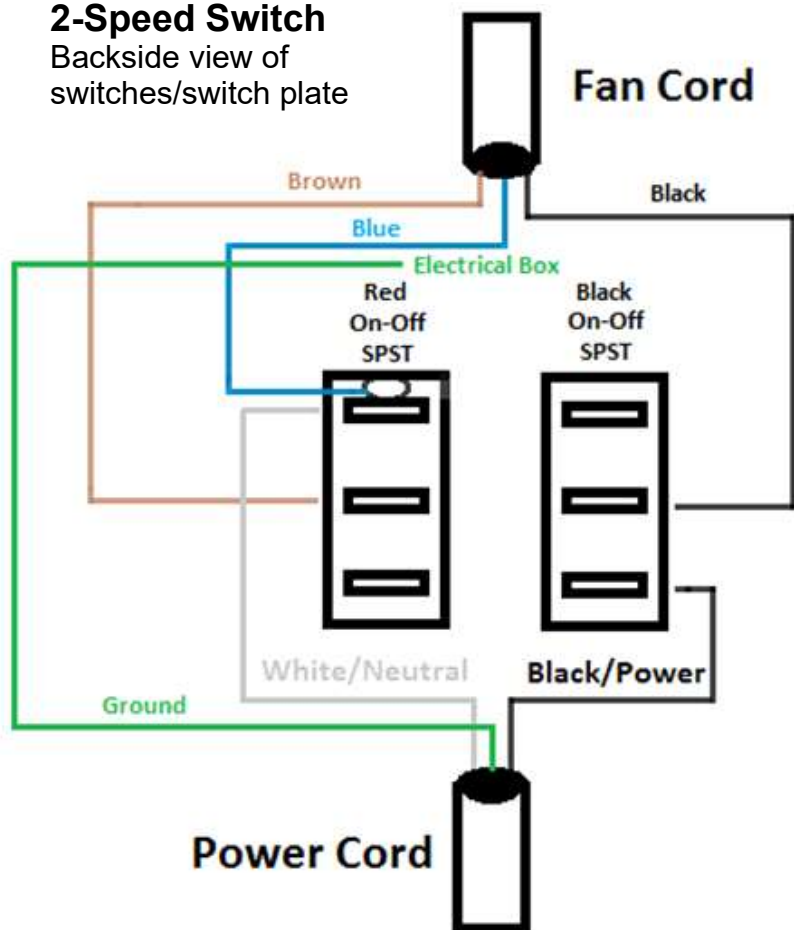 2-Speed Switch
Backside view of
switches/switch plate
Fan Cord
Brown
Black
Blue
Electrical Box
Red
On-Off
SPST
Black
On-Off
SPST
White/Neutral
Black/Power
Ground
Power Cord